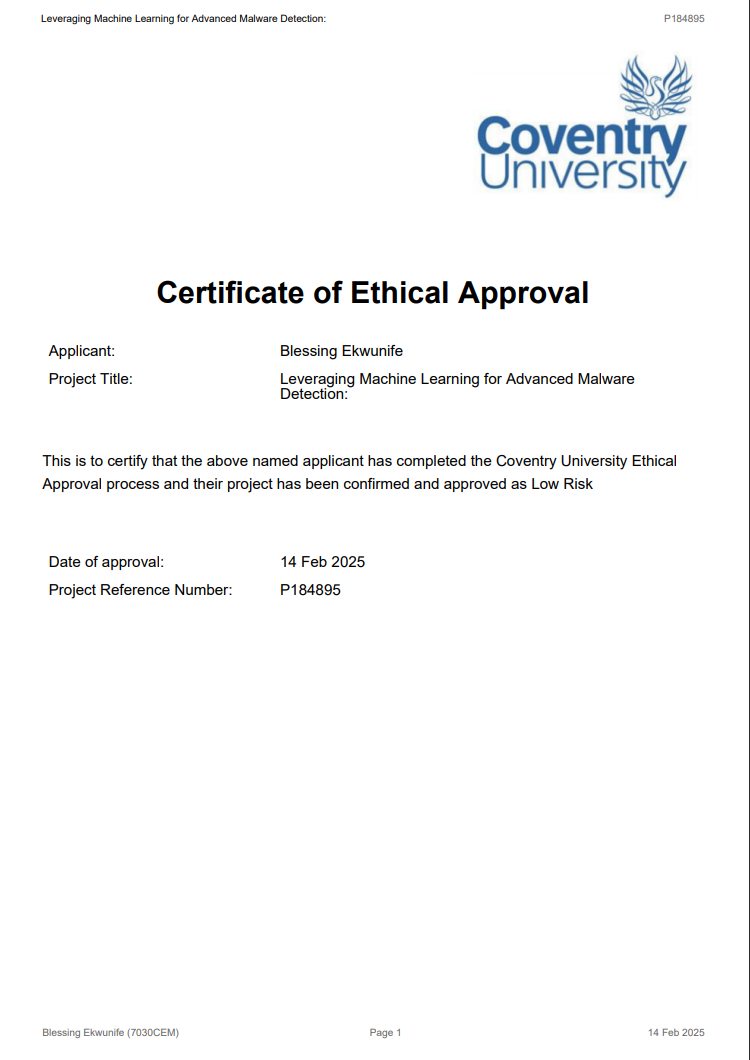 Leveraging Machine Learning for Advanced Malware Detection: P184895
Coventry
University
Certificate of Ethical Approval
Applicant: Blessing Ekwunife
Project Title: Leveraging Machine Learning for Advanced Malware
Detection:
This is to certify that the above named applicant has completed the Coventry University Ethical
Approval process and their project has been confirmed and approved as Low Risk
Date of approval: 14 Feb 2025
Project Reference Number: P184895
Blessing Ekwunife (7030CEM) Page 1 14 Feb 2025